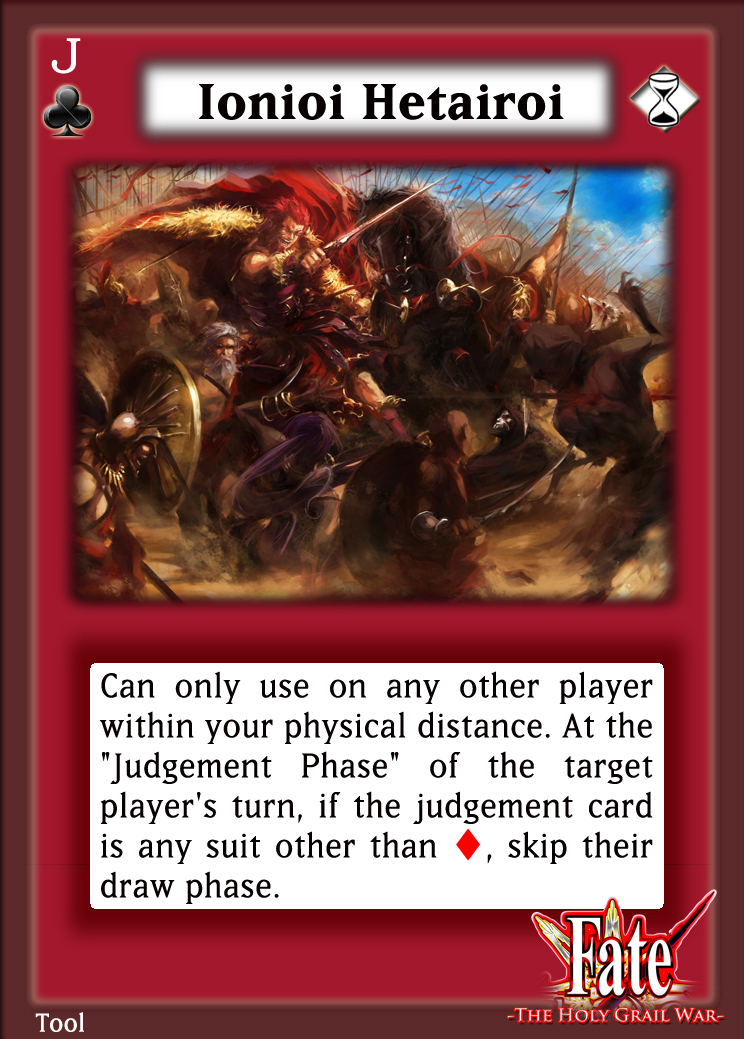 J
Ionioi Hetairoi
Can only use on any other player
within your physical distance. At the
"Judgement Phase" of the target
player's turn, if the judgement card
is any suit other than ♦, skip their
draw phase.
Fate
-The Holy Grail War-
Tool